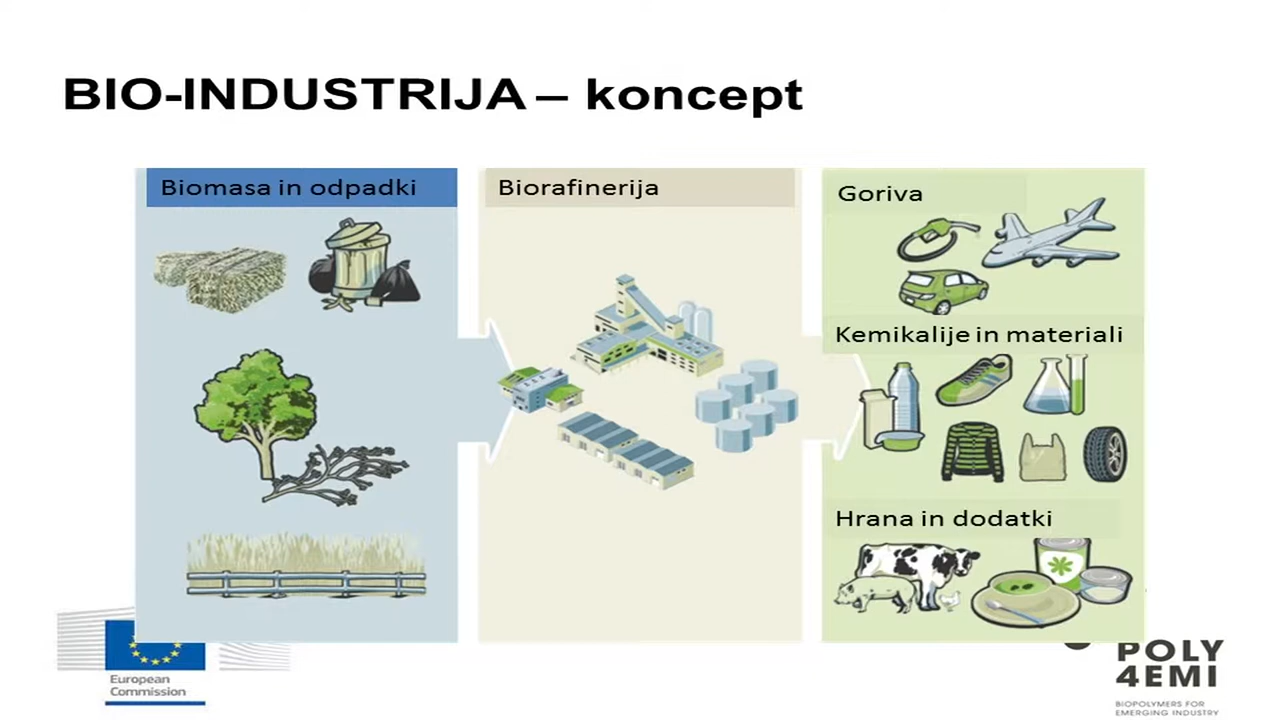 BIO-INDUSTRIJA – koncept
Biomasa in odpadki
Biorafinerija
Goriva
Kemikalije in materiali
Hrana in dodatki
European
Commission
POLY
4EMI
BIOPOLYMERS FOR
EMERGING INDUSTRY